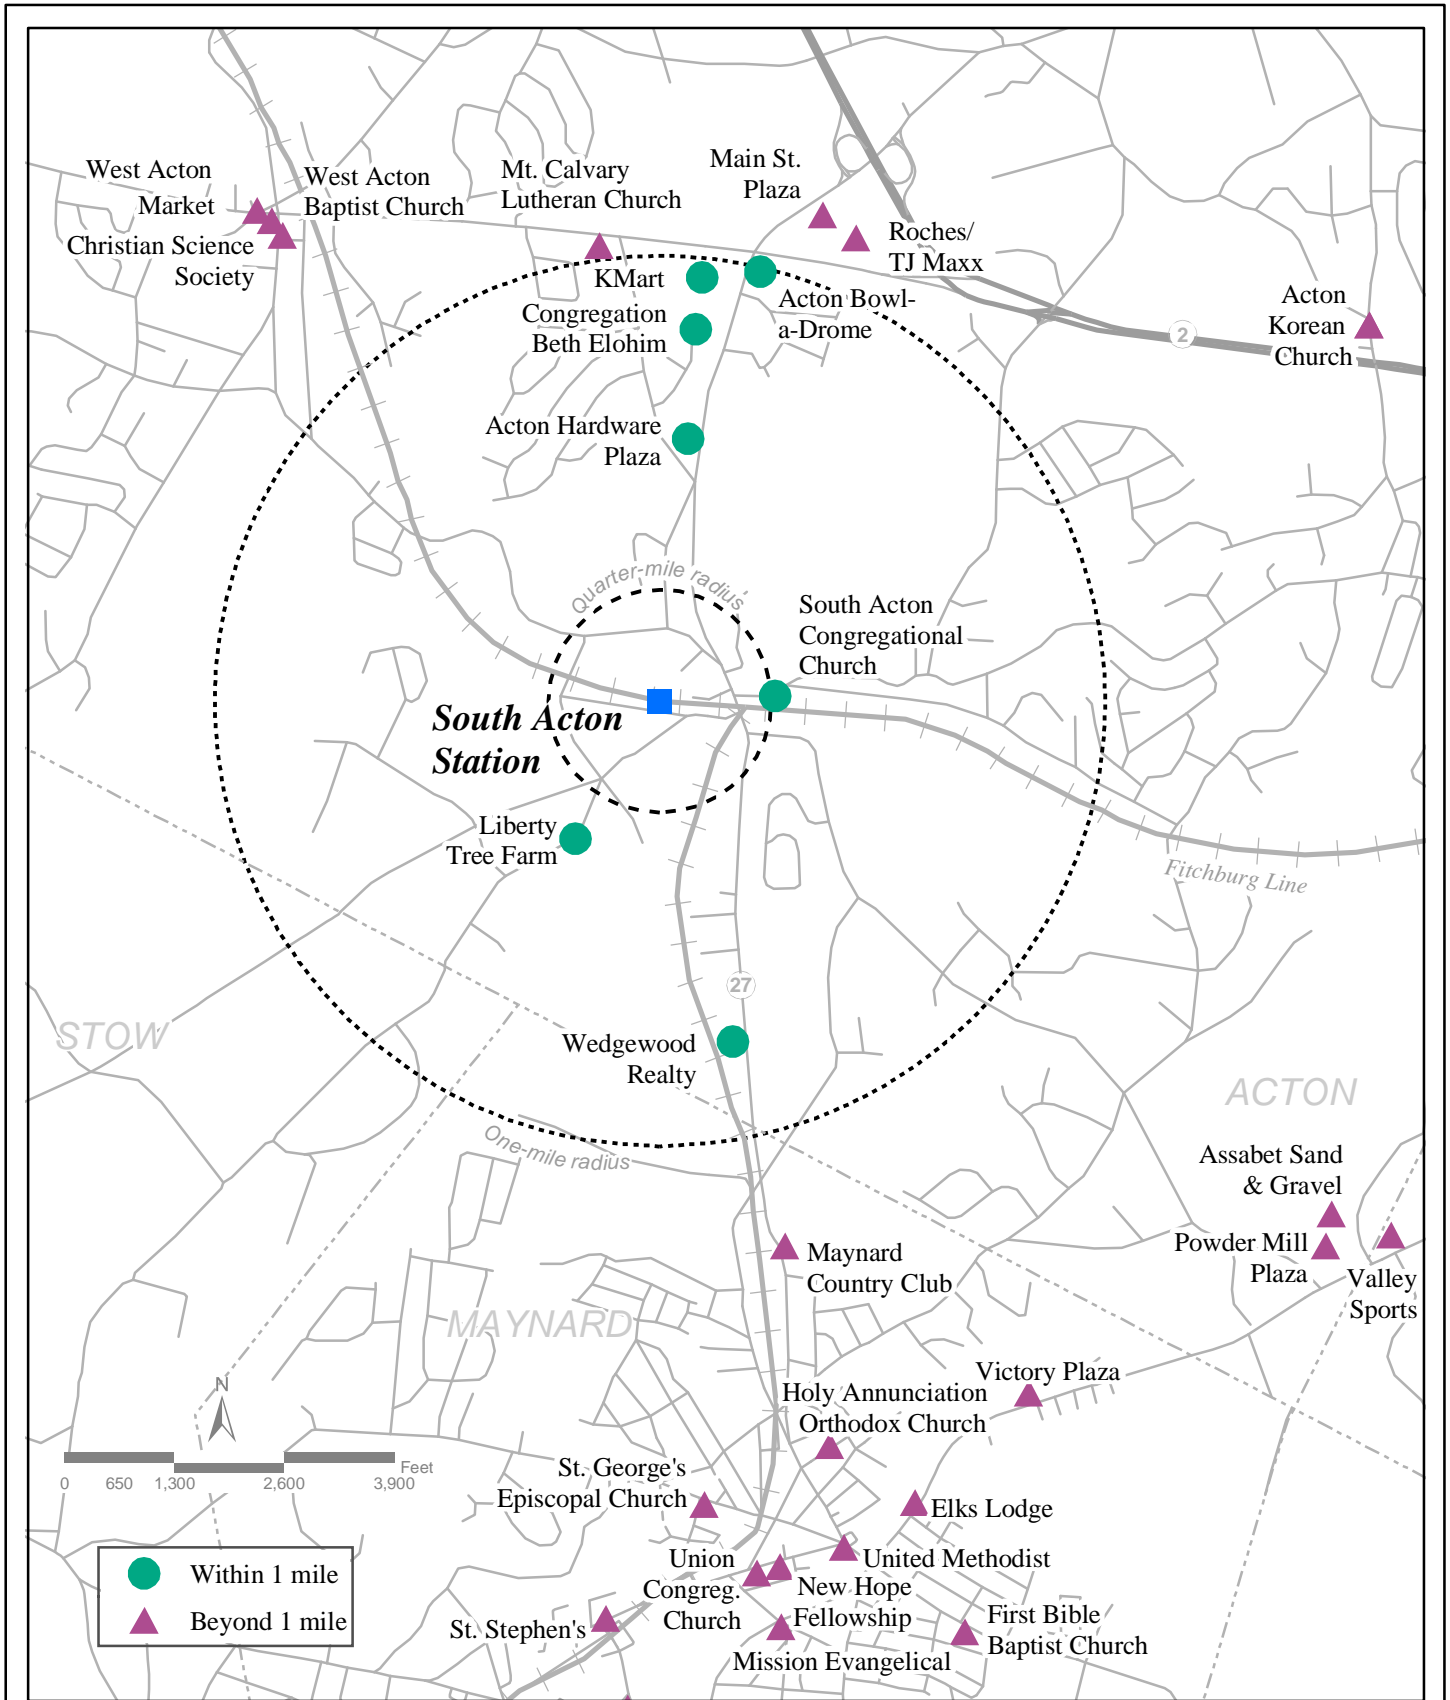 West Acton
Market
West Acton
Baptist Church
Christian Science
Society
Mt. Calvary
Lutheran Church
Main St.
Plaza
Roches/
TJ Maxx
KMart
Acton Bowl-
a-Drome
Congregation
Beth Elohim
2
Acton
Korean
Church
Acton Hardware
Plaza
Quarter-mile radius
South Acton
Congregational
Church
South Acton
Station
Liberty
Tree Farm
Fitchburg Line
27
STOW
Wedgewood
Realty
ACTON
One-mile radius
Assabet Sand
& Gravel
Powder Mill
Plaza
Valley
Sports
Maynard
Country Club
MAYNARD
Victory Plaza
Holy Annunciation
Orthodox Church
N
Feet
0 650 1,300 2,600 3,900
St. George's
Episcopal Church
Elks Lodge
United Methodist
Union
Congreg.
Church
New Hope
Fellowship
First Bible
Baptist Church
St. Stephen's
Mission Evangelical
Within 1 mile
Beyond 1 mile